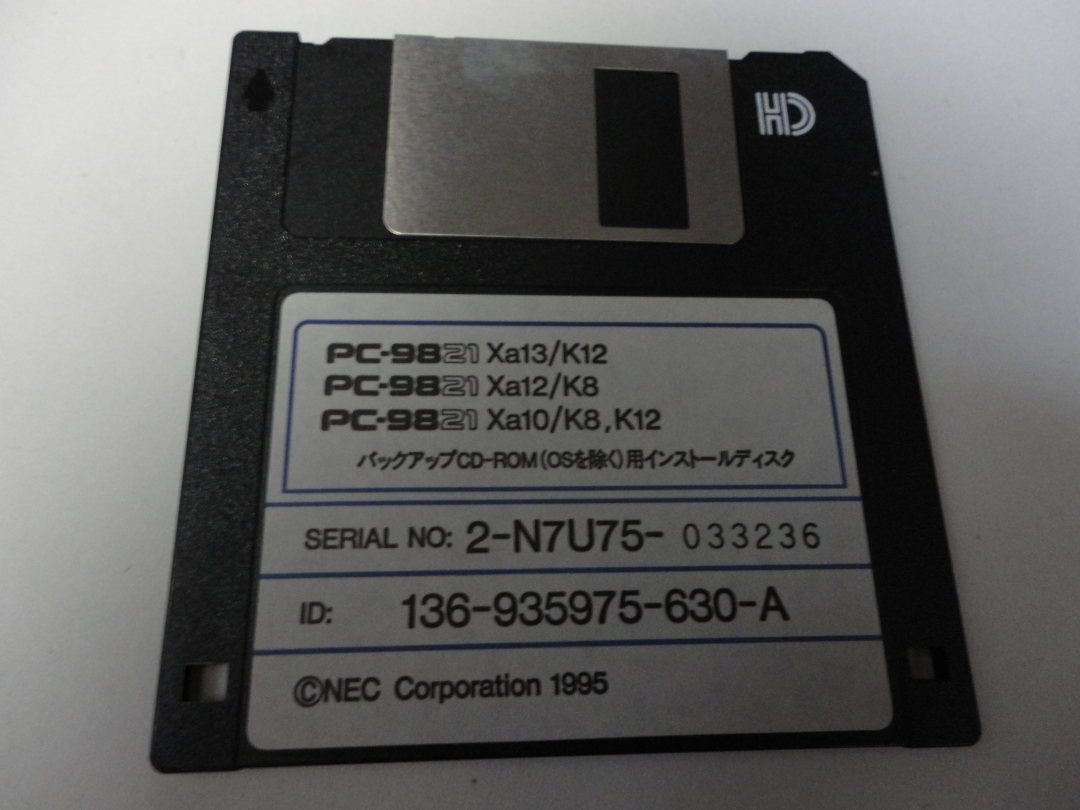 HD
PC-9821 Xa13/K12
PC-9821 Xa12/K8
PC-9821 Xa10/K8,K12
バックアップCD-ROM(OSを除く)用インストールディスク
SERIAL NO: 2-N7U75- 033236
ID: 136-935975-630-A
©NEC Corporation 1995